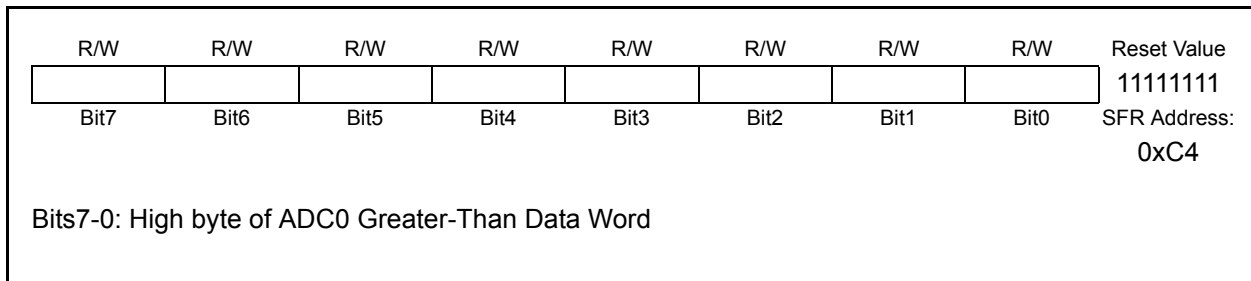 R/W R/W R/W R/W R/W R/W R/W R/W Reset Value
11111111
Bit7 Bit6 Bit5 Bit4 Bit3 Bit2 Bit1 Bit0 SFR Address:
0xC4
Bits7-0: High byte of ADC0 Greater-Than Data Word